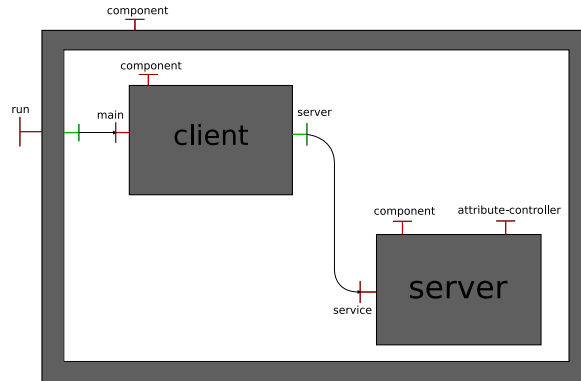 component
component
run
main
server
client
component
attribute-controller
server
service